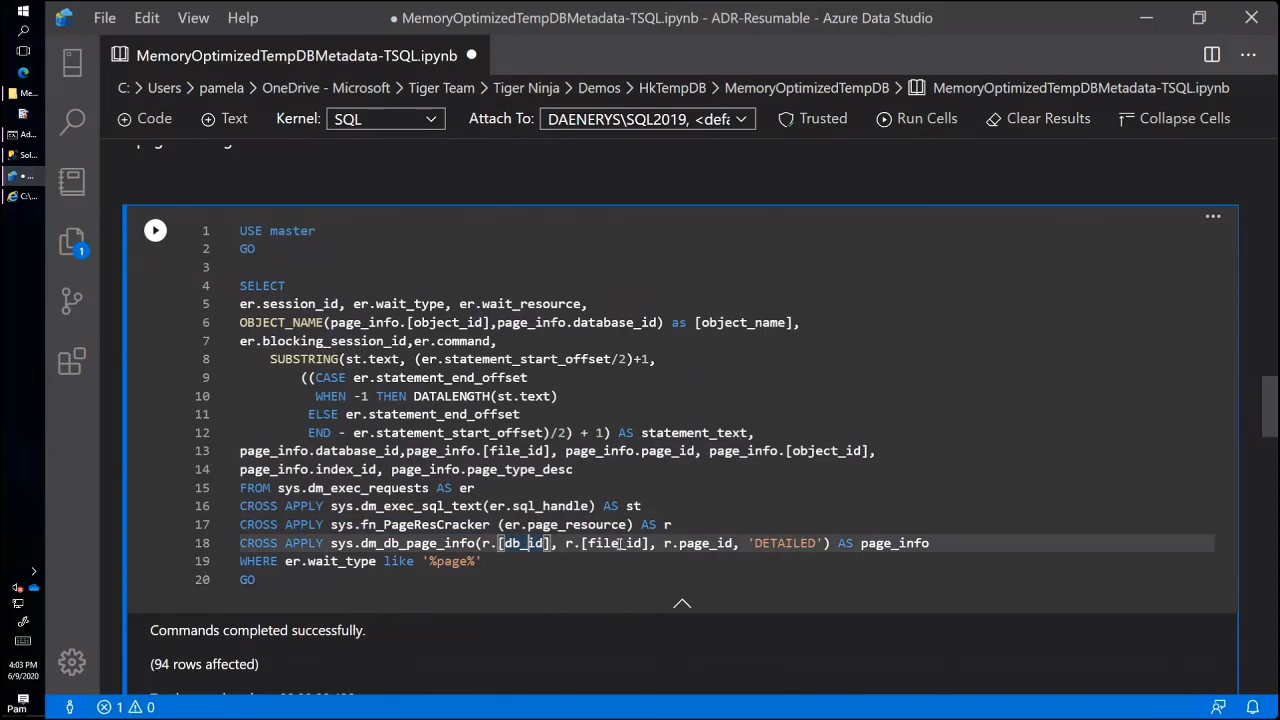 File Edit View Help ● MemoryOptimizedTempDBMetadata-TSQL.ipynb - ADR-Resumable - Azure Data Studio
MemoryOptimizedTempDBMetadata-TSQL.ipynb ●
C: > Users > pamela > OneDrive - Microsoft > Tiger Team > Tiger Ninja > Demos > HkTempDB > MemoryOptimizedTempDB > MemoryOptimizedTempDBMetadata-TSQL.ipynb
Code Text Kernel: SQL Attach To: DAENERYS\SQL2019, <defa Trusted Run Cells Clear Results Collapse Cells
1 USE master
2 GO
3
4 SELECT
5 er.session_id, er.wait_type, er.wait_resource,
6 OBJECT_NAME(page_info.[object_id],page_info.database_id) as [object_name],
7 er.blocking_session_id,er.command,
8 SUBSTRING(st.text, (er.statement_start_offset/2)+1,
9 ((CASE er.statement_end_offset
10 WHEN -1 THEN DATALENGTH(st.text)
11 ELSE er.statement_end_offset
12 END - er.statement_start_offset)/2) + 1) AS statement_text,
13 page_info.database_id,page_info.[file_id], page_info.page_id, page_info.[object_id],
14 page_info.index_id, page_info.page_type_desc
15 FROM sys.dm_exec_requests AS er
16 CROSS APPLY sys.dm_exec_sql_text(er.sql_handle) AS st
17 CROSS APPLY sys.fn_PageResCracker (er.page_resource) AS r
18 CROSS APPLY sys.dm_db_page_info(r.[db_id], r.[file_id], r.page_id, 'DETAILED') AS page_info
19 WHERE er.wait_type like '%page%'
20 GO
Commands completed successfully.
(94 rows affected)
Me...
Ad...
Sol...
...
C:\...
1
4:03 PM
6/9/2020
Pam
1 0